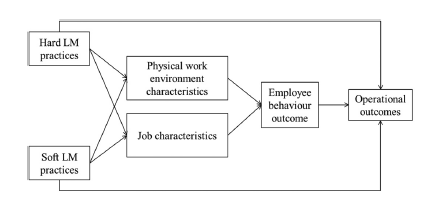 Hard LM
practices
Physical work
environment
characteristics
Employee
behaviour
outcome
Operational
outcomes
Job characteristics
Soft LM
practices